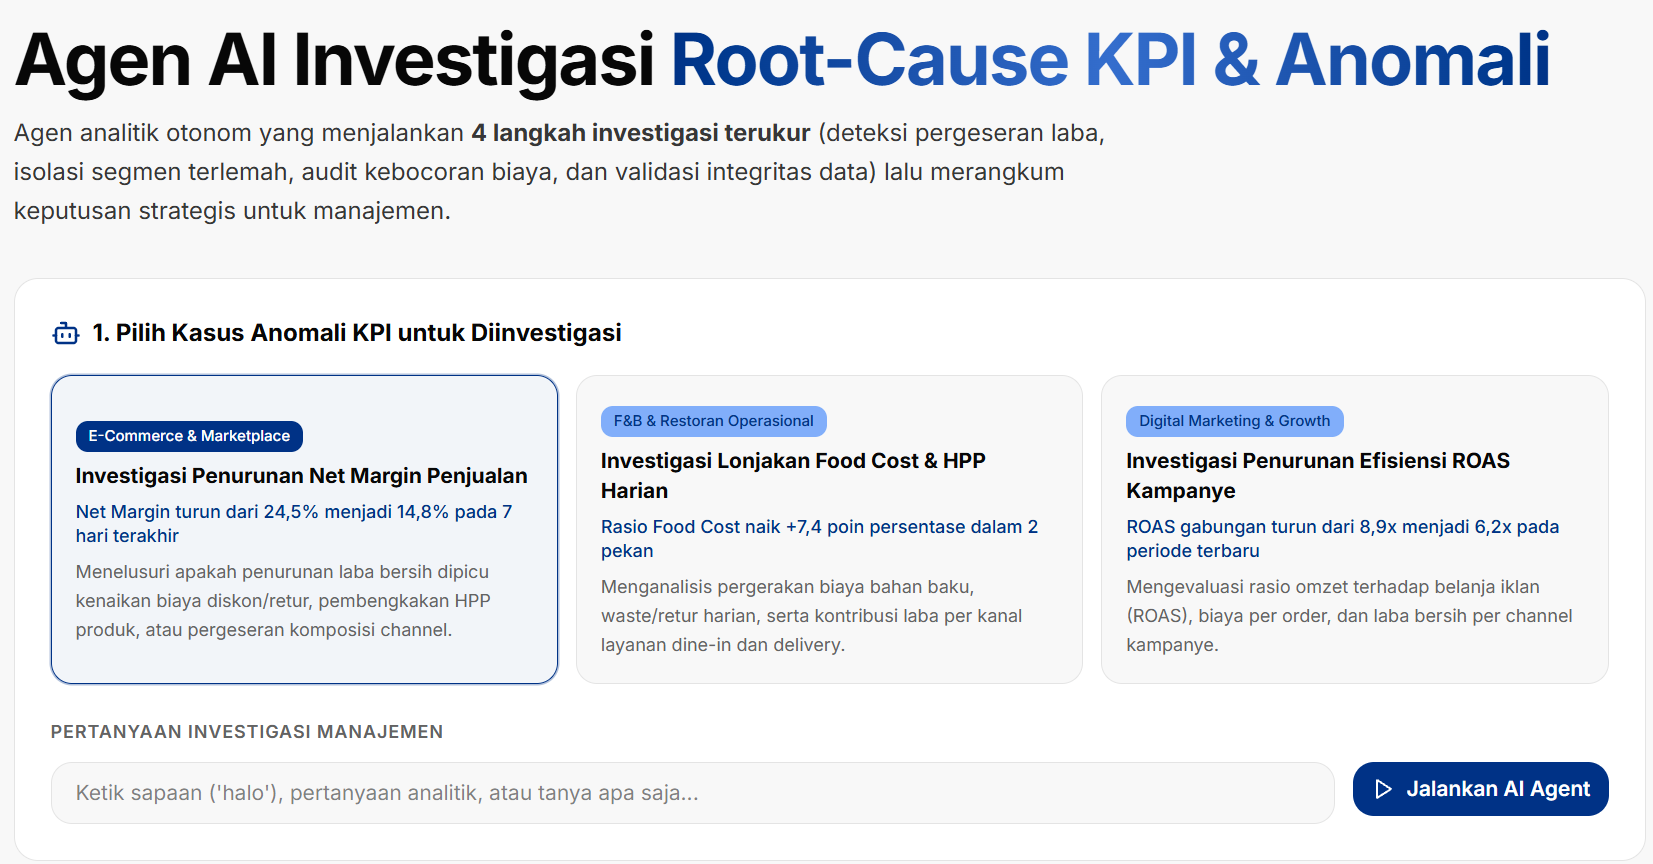 Agen AI Investigasi Root-Cause KPI & Anomali
Agen analitik otonom yang menjalankan 4 langkah investigasi terukur (deteksi pergeseran laba,
isolasi segmen terlemah, audit kebocoran biaya, dan validasi integritas data) lalu merangkum
keputusan strategis untuk manajemen.
1. Pilih Kasus Anomali KPI untuk Diinvestigasi
E-Commerce & Marketplace
Investigasi Penurunan Net Margin Penjualan
Net Margin turun dari 24,5% menjadi 14,8% pada 7
hari terakhir
Menelusuri apakah penurunan laba bersih dipicu
kenaikan biaya diskon/retur, pembengkakan HPP
produk, atau pergeseran komposisi channel.
F&B & Restoran Operasional
Investigasi Lonjakan Food Cost & HPP
Harian
Rasio Food Cost naik +7,4 poin persentase dalam 2
pekan
Menganalisis pergerakan biaya bahan baku,
waste/retur harian, serta kontribusi laba per kanal
layanan dine-in dan delivery.
Digital Marketing & Growth
Investigasi Penurunan Efisiensi ROAS
Kampanye
ROAS gabungan turun dari 8,9x menjadi 6,2x pada
periode terbaru
Mengevaluasi rasio omzet terhadap belanja iklan
(ROAS), biaya per order, dan laba bersih per channel
kampanye.
PERTANYAAN INVESTIGASI MANAJEMEN
Ketik sapaan ('halo'), pertanyaan analitik, atau tanya apa saja...
Jalankan AI Agent